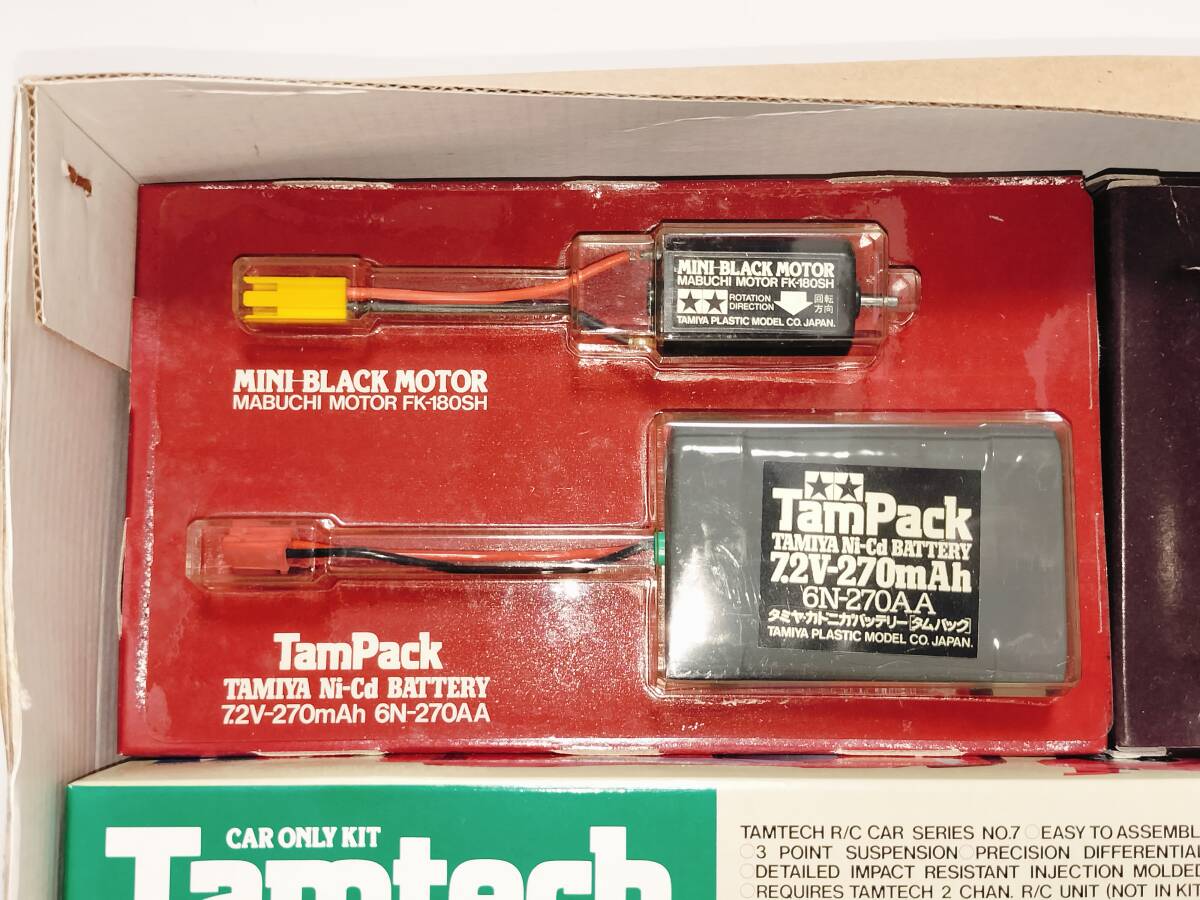 MINI-BLACK MOTOR
MABUCHI MOTOR FK-180SH
ROTATION
DIRECTION
回転
方向
TAMIYA PLASTIC MODEL CO. JAPAN.
MINI-BLACK MOTOR
MABUCHI MOTOR FK-180SH
TamPack
TAMIYA Ni-Cd BATTERY
7.2V-270mAh
6N-270AA
タミヤ・カドニカバッテリー[タムパック]
TAMIYA PLASTIC MODEL CO. JAPAN.
TamPack
TAMIYA Ni-Cd BATTERY
7.2V-270mAh 6N-270AA
CAR ONLY KIT
Tamtech
TAMTECH R/C CAR SERIES NO.7 ○EASY TO ASSEMBL
○3 POINT SUSPENSION ○PRECISION DIFFERENTIAL
○DETAILED IMPACT RESISTANT INJECTION MOLDED
○REQUIRES TAMTECH 2 CHAN. R/C UNIT (NOT IN KIT